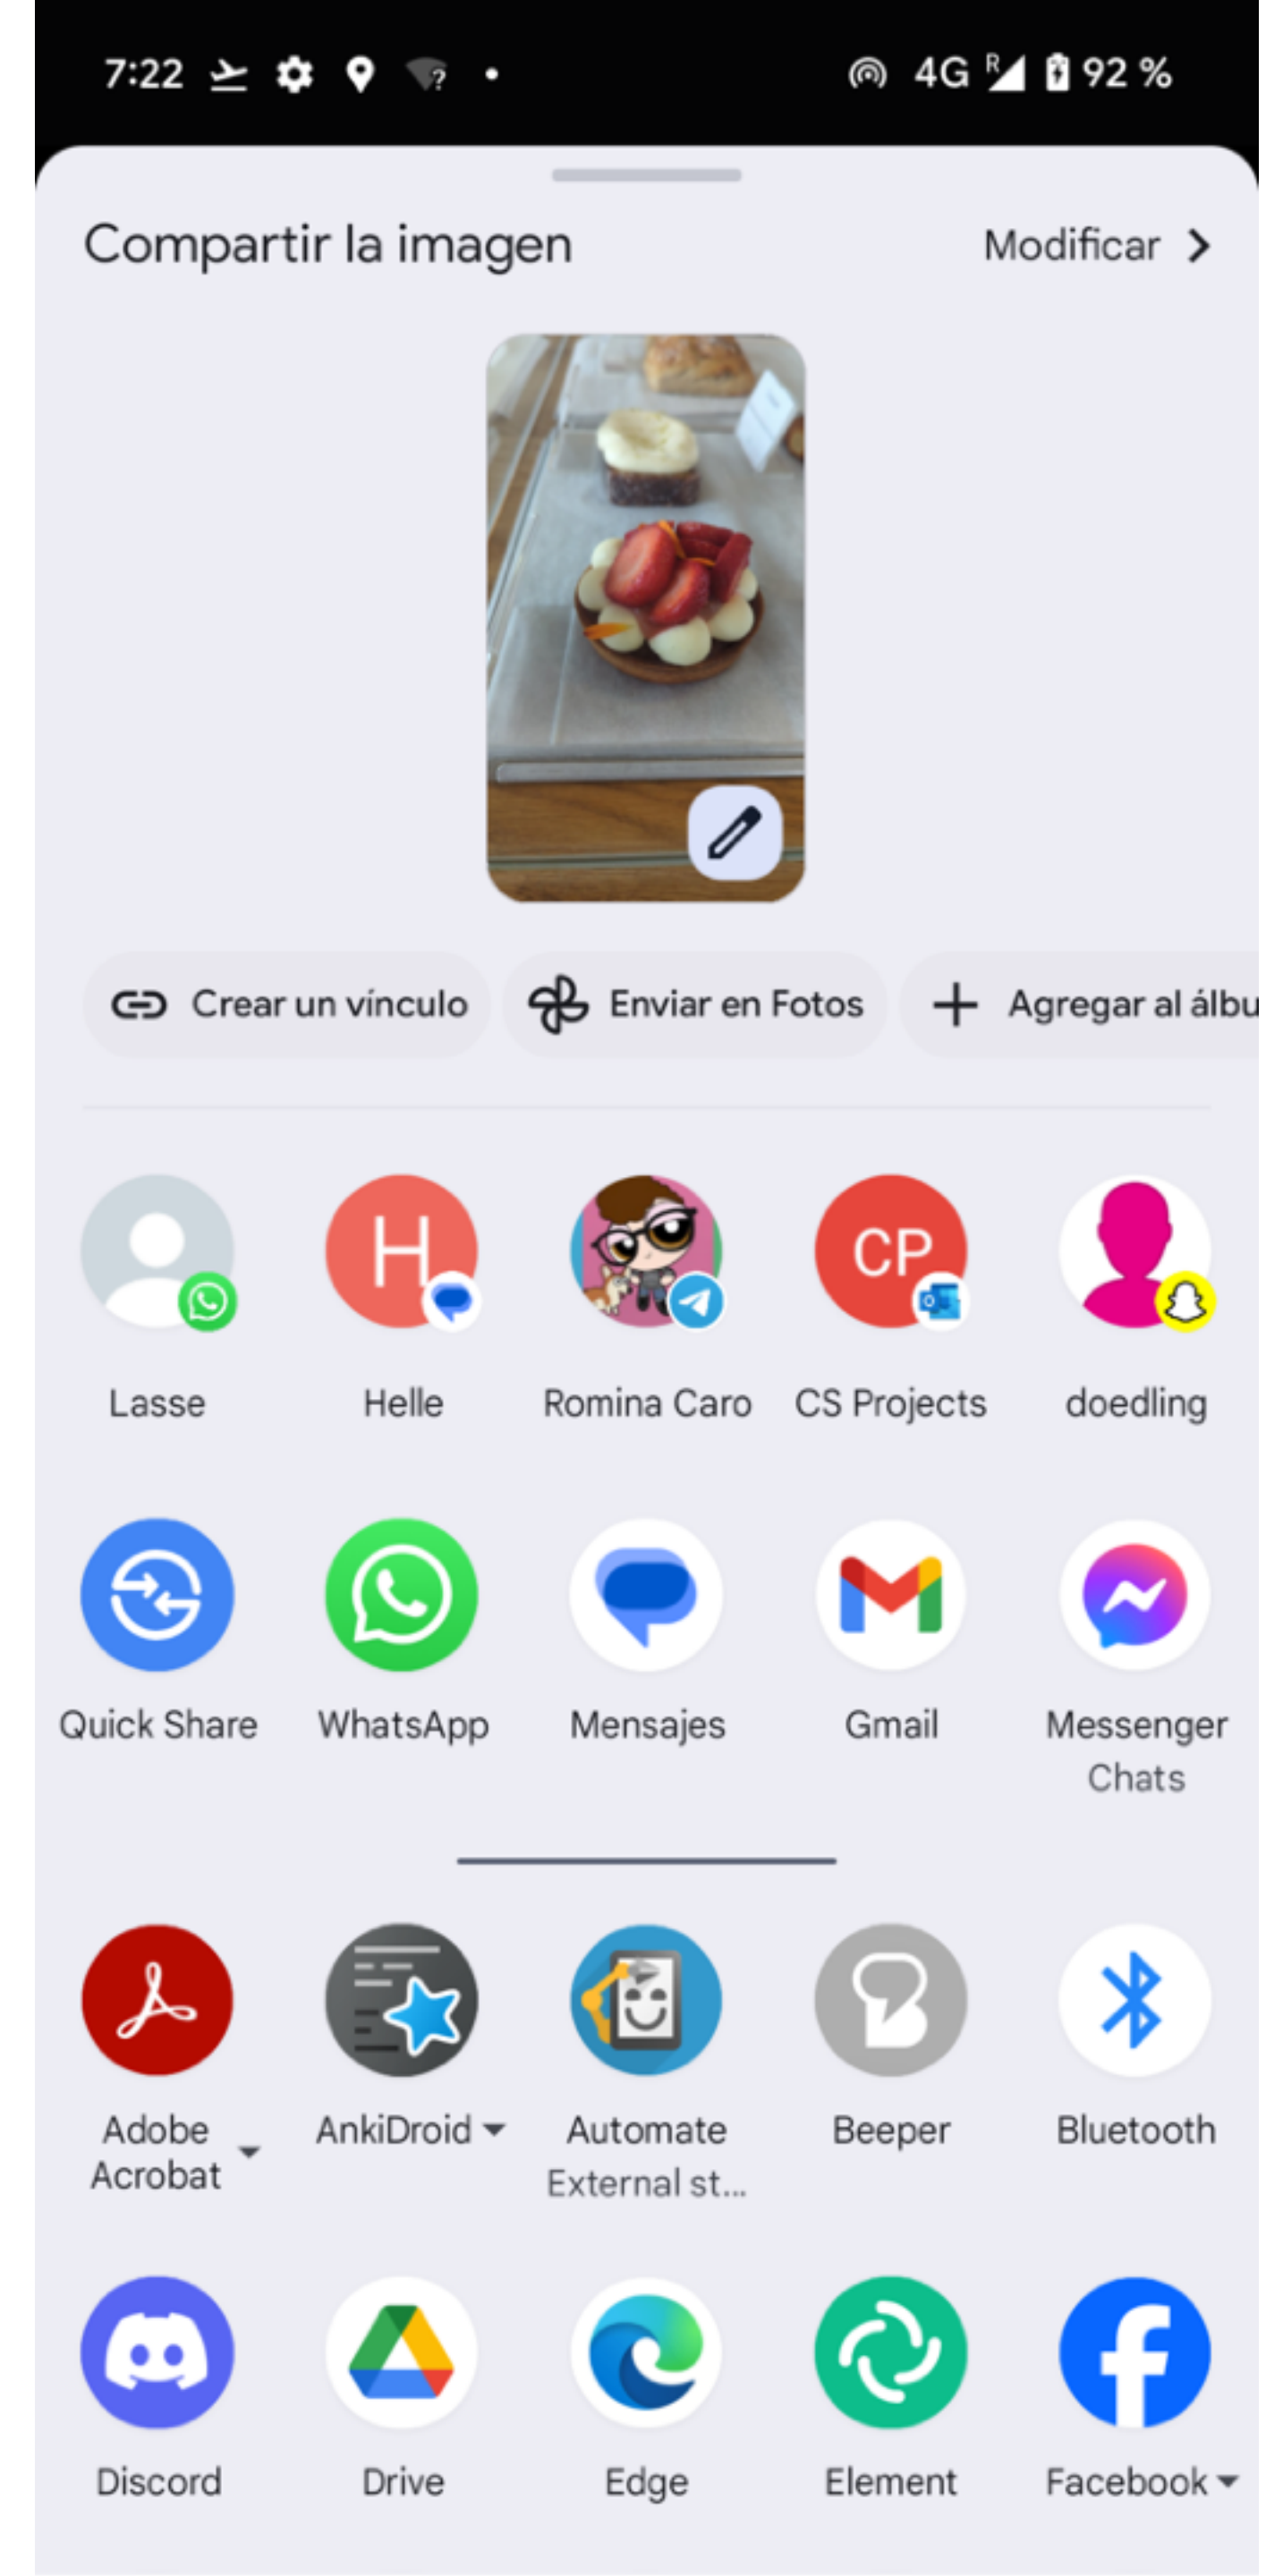 7:22 4G R 92 %
Compartir la imagen Modificar
Crear un vínculo Enviar en Fotos Agregar al álbu
H CP
Lasse Helle Romina Caro CS Projects doedling
Quick Share WhatsApp Mensajes Gmail Messenger
Chats
Adobe AnkiDroid Automate Beeper Bluetooth
Acrobat External st...
Discord Drive Edge Element Facebook